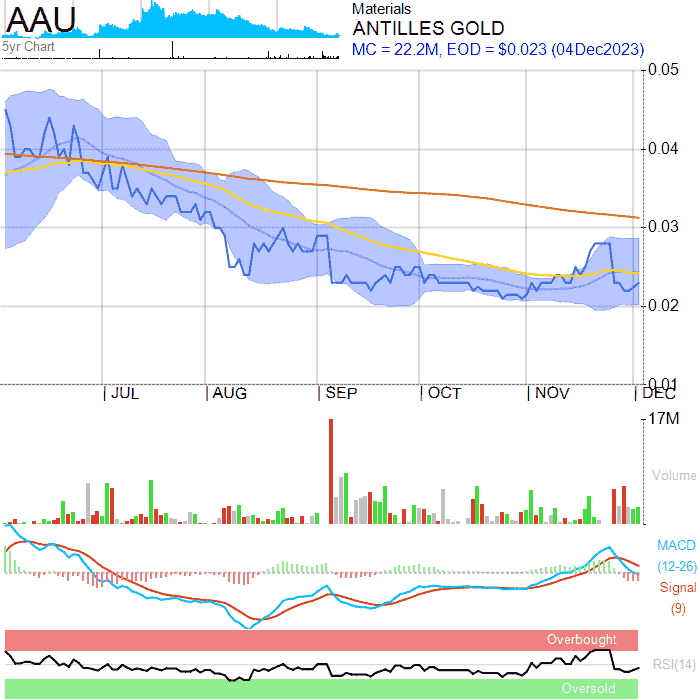 AAU
5yr Chart
Materials
ANTILLES GOLD
MC = 22.2M, EOD = $0.023 (04Dec2023)
0.05
0.04
0.03
0.02
0.01
JUL
AUG
SEP
OCT
NOV
DEC
17M
Volume
MACD
(12-26)
Signal
(9)
Overbought
RSI(14)
Oversold